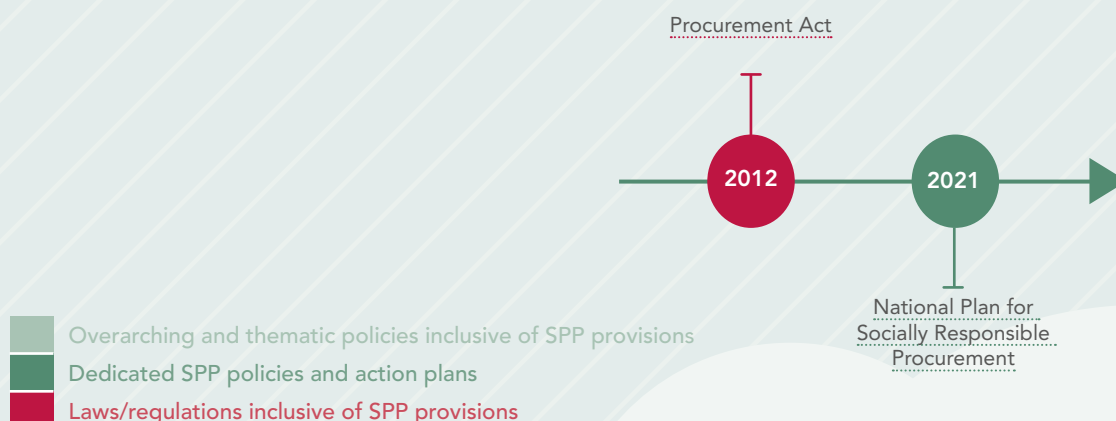 Procurement Act
2012
2021
National Plan for
Socially Responsible
Procurement
Overarching and thematic policies inclusive of SPP provisions
Dedicated SPP policies and action plans
Laws/regulations inclusive of SPP provisions